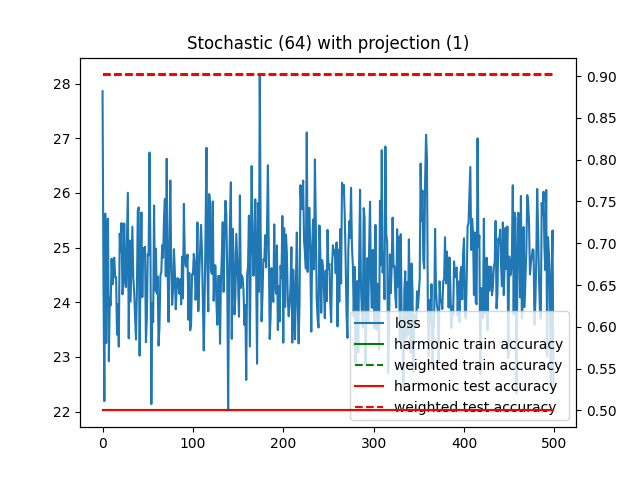 Stochastic (64) with projection (1)
28
27
26
25
24
23
22
0.90
0.85
0.80
0.75
0.70
0.65
0.60
0.55
0.50
loss
harmonic train accuracy
weighted train accuracy
harmonic test accuracy
weighted test accuracy
0 100 200 300 400 500